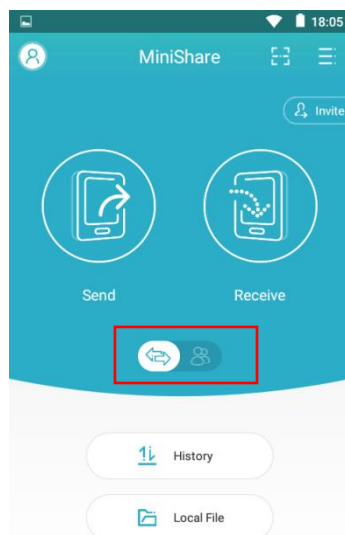 18:05
MiniShare
Invite
Send Receive
History
Local File